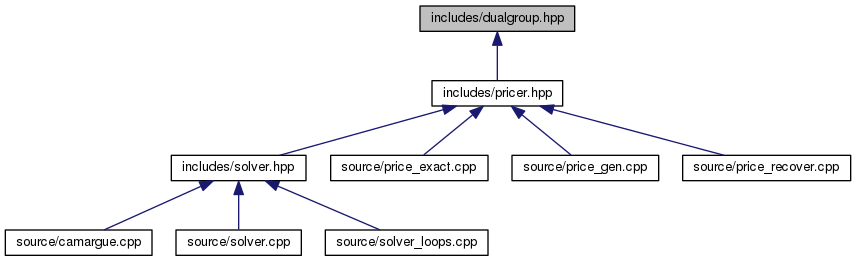 includes/dualgroup.hpp
includes/pricer.hpp
includes/solver.hpp
source/price_exact.cpp
source/price_gen.cpp
source/price_recover.cpp
source/camargue.cpp
source/solver.cpp
source/solver_loops.cpp